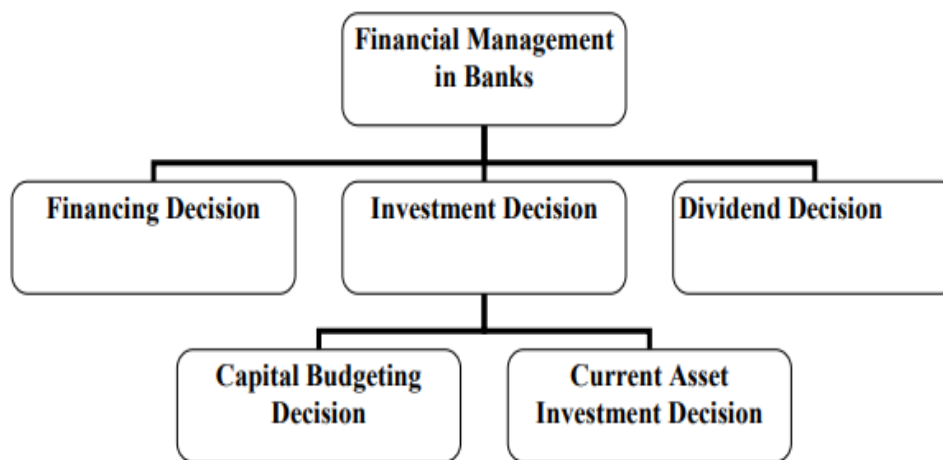 Financial Management
in Banks
Financing Decision
Investment Decision
Dividend Decision
Capital Budgeting
Decision
Current Asset
Investment Decision